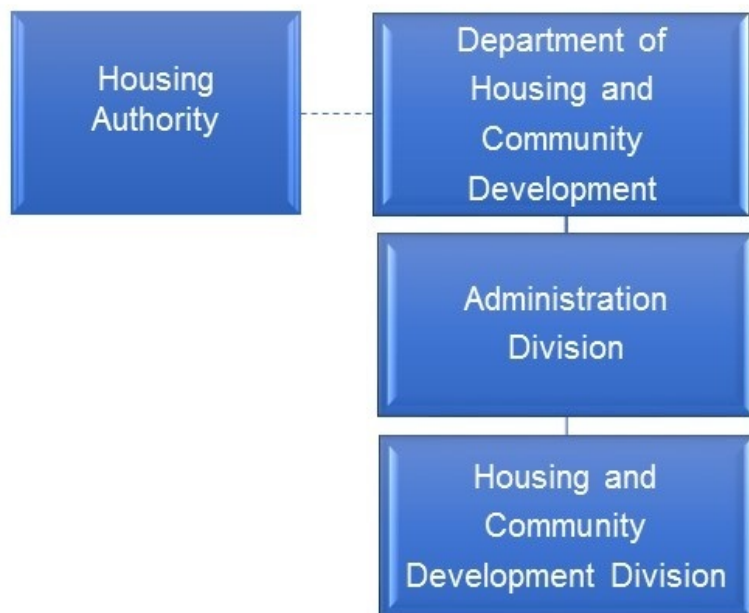 Housing
Authority
Department of
Housing and
Community
Development
Administration
Division
Housing and
Community
Development Division